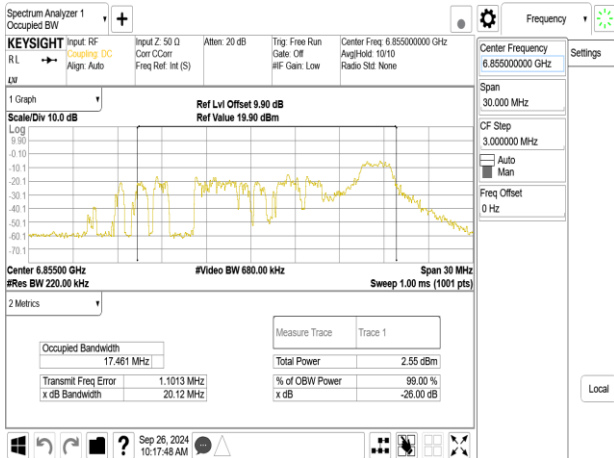 Spectrum Analyzer 1
Occupied BW
+
Frequency
Settings
KEYSIGHT
Input: RF
Input Z: 50 Ω
Atten: 20 dB
Trig: Free Run
Center Freq: 6.855000000 GHz
RL
Coupling: DC
Corr CCorr
Gate: Off
Avg|Hold: 10/10
Align: Auto
Freq Ref: Int (S)
#IF Gain: Low
Radio Std: None
LXI
Center Frequency
6.855000000 GHz
Span
30.000 MHz
CF Step
3.000000 MHz
Auto
Man
Freq Offset
0 Hz
Local
1 Graph
Scale/Div 10.0 dB
Ref Lvl Offset 9.90 dB
Ref Value 19.90 dBm
Log
9.90
-0.10
-10.1
-20.1
-30.1
-40.1
-50.1
-60.1
-70.1
Center 6.85500 GHz
#Video BW 680.00 kHz
Span 30 MHz
#Res BW 220.00 kHz
Sweep 1.00 ms (1001 pts)
2 Metrics
Measure Trace
Trace 1
Occupied Bandwidth
17.461 MHz
Total Power
2.55 dBm
Transmit Freq Error
1.1013 MHz
% of OBW Power
99.00 %
x dB Bandwidth
20.12 MHz
x dB
-26.00 dB
?
Sep 26, 2024
10:17:48 AM